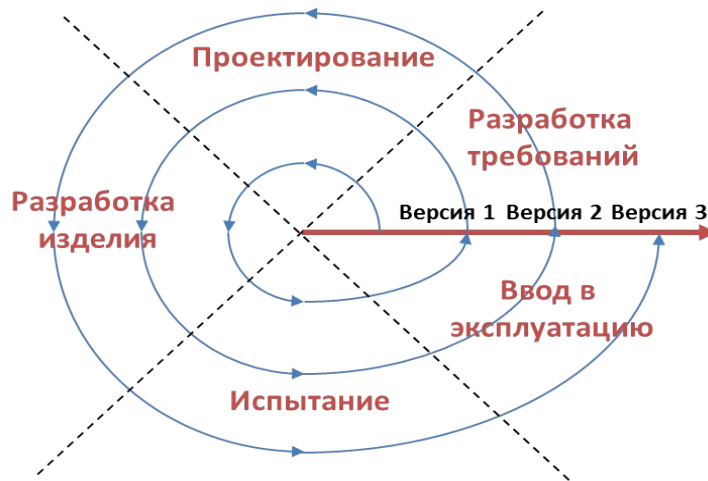 Проектирование
Разработка
требований
Разработка
изделия
Версия 1 Версия 2 Версия 3
Ввод в
эксплуатацию
Испытание